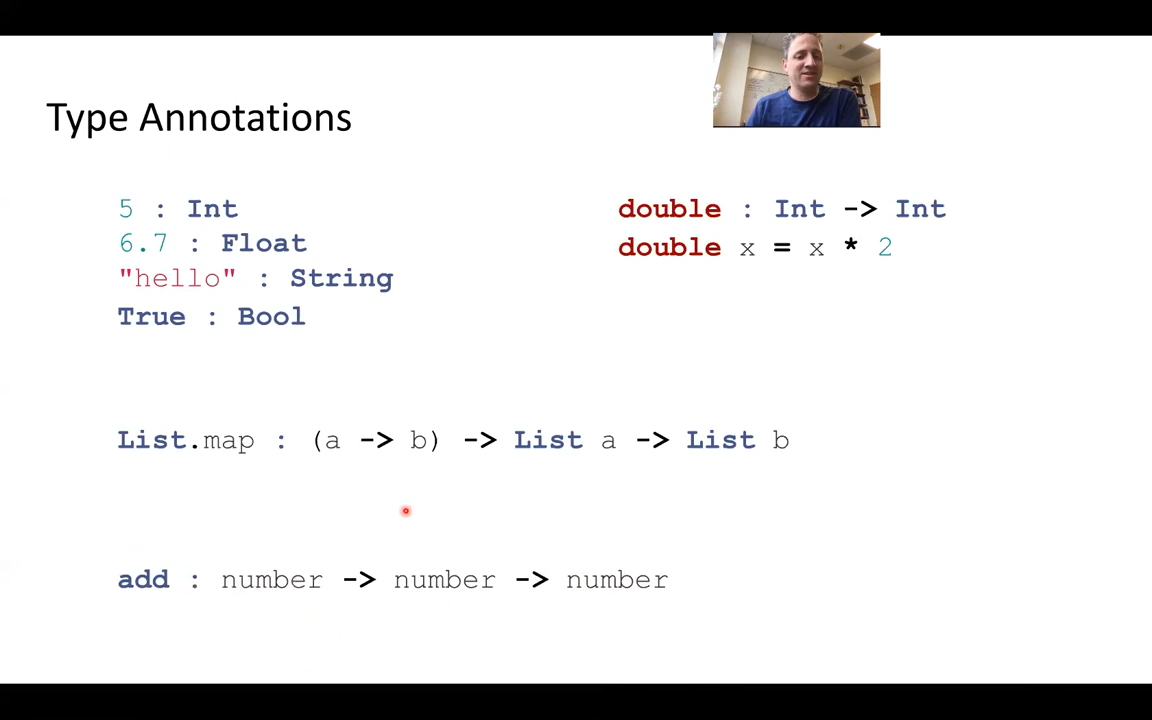 Type Annotations
5 : Int
6.7 : Float
"hello" : String
True : Bool
double : Int -> Int
double x = x * 2
List.map : (a -> b) -> List a -> List b
add : number -> number -> number